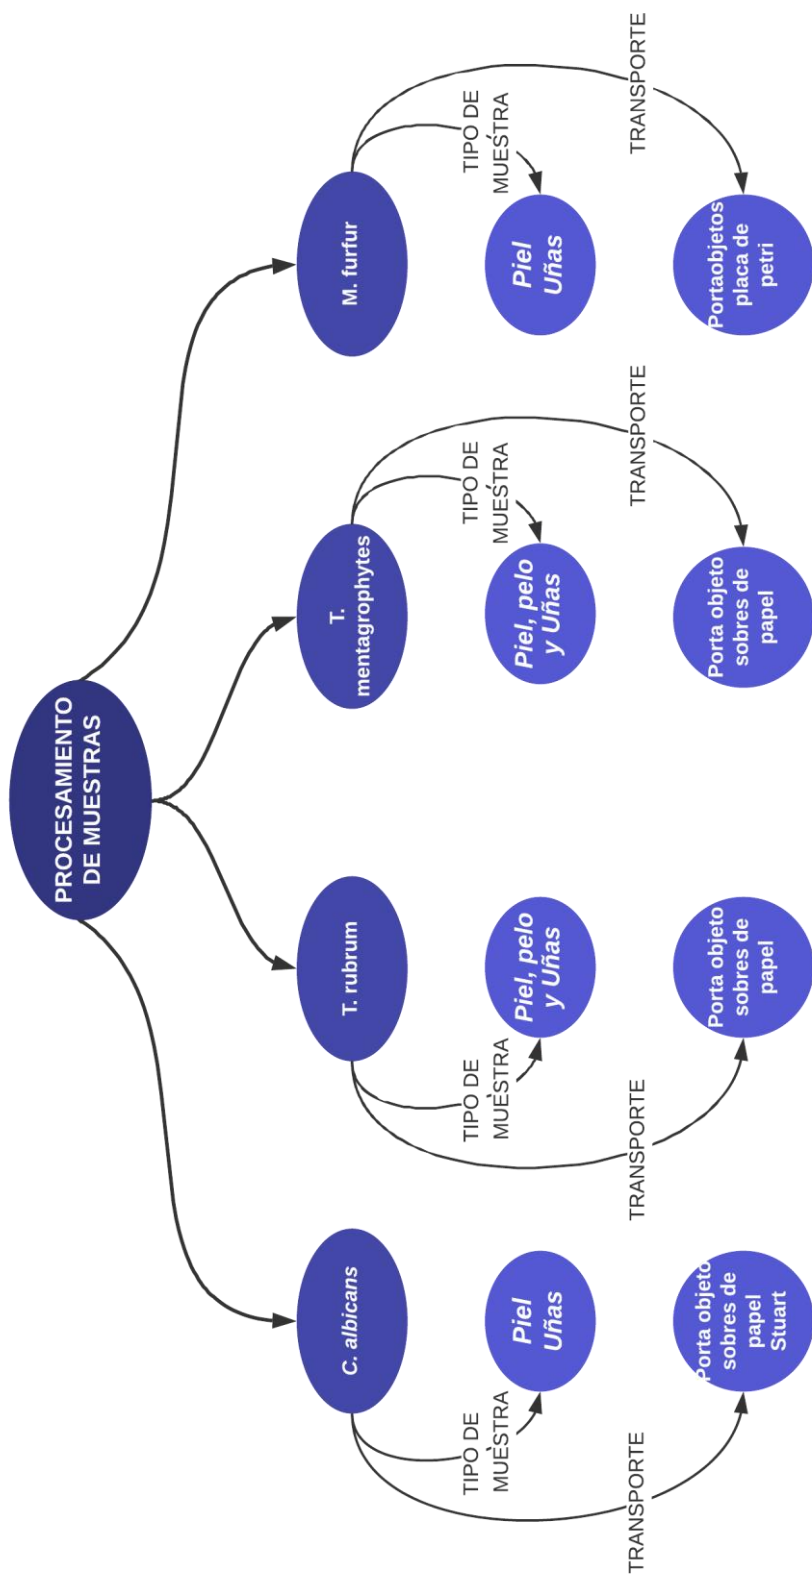 PROCESAMIENTO
DE MUESTRAS
C. albicans
TIPO DE
MUESTRA
Piel
Uñas
TRANSPORTE
Porta objeto
sobres de
papel
Stuart
T. rubrum
TIPO DE
MUESTRA
Piel, pelo
y Uñas
TRANSPORTE
Porta objeto
sobres de
papel
T.
mentagrophytes
TIPO DE
MUESTRA
Piel, pelo
y Uñas
TRANSPORTE
Porta objeto
sobres de
papel
M. furfur
TIPO DE
MUESTRA
Piel
Uñas
TRANSPORTE
Portaobjetos
placa de
petri